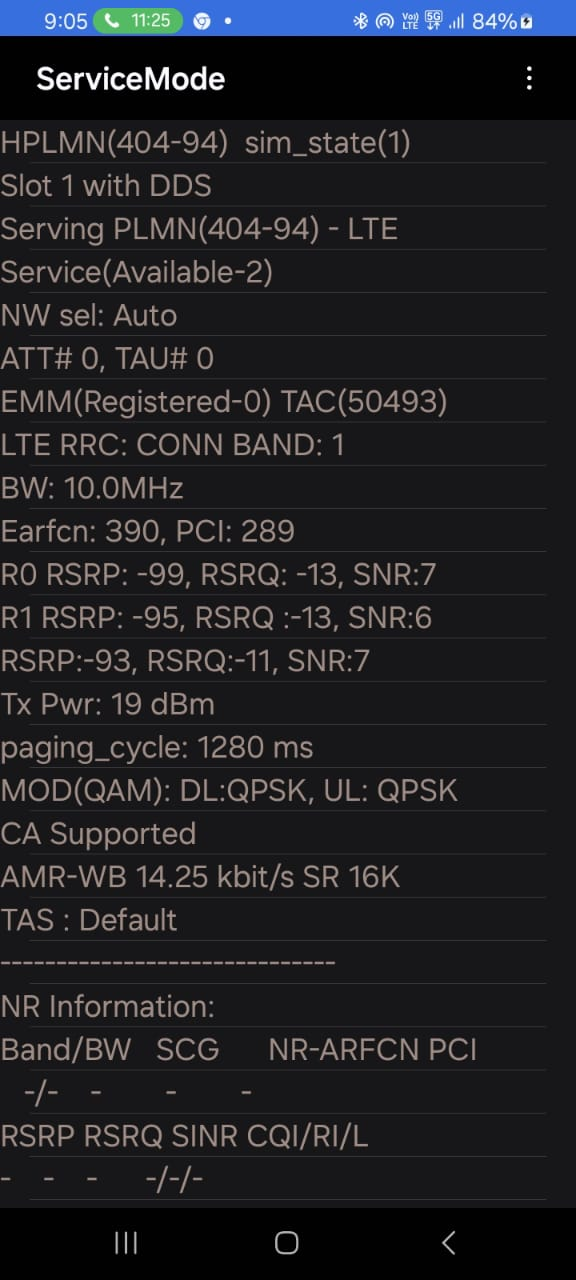 9:05 11:25 Vo) LTE 5G 84%
ServiceMode
HPLMN(404-94) sim_state(1)
Slot 1 with DDS
Serving PLMN(404-94) - LTE
Service(Available-2)
NW sel: Auto
ATT# 0, TAU# 0
EMM(Registered-0) TAC(50493)
LTE RRC: CONN BAND: 1
BW: 10.0MHz
Earfcn: 390, PCI: 289
R0 RSRP: -99, RSRQ: -13, SNR:7
R1 RSRP: -95, RSRQ :-13, SNR:6
RSRP:-93, RSRQ:-11, SNR:7
Tx Pwr: 19 dBm
paging_cycle: 1280 ms
MOD(QAM): DL:QPSK, UL: QPSK
CA Supported
AMR-WB 14.25 kbit/s SR 16K
TAS : Default
------------------------------
NR Information:
Band/BW SCG NR-ARFCN PCI
-/- - - -
RSRP RSRQ SINR CQI/RI/L
- - - -/-/-